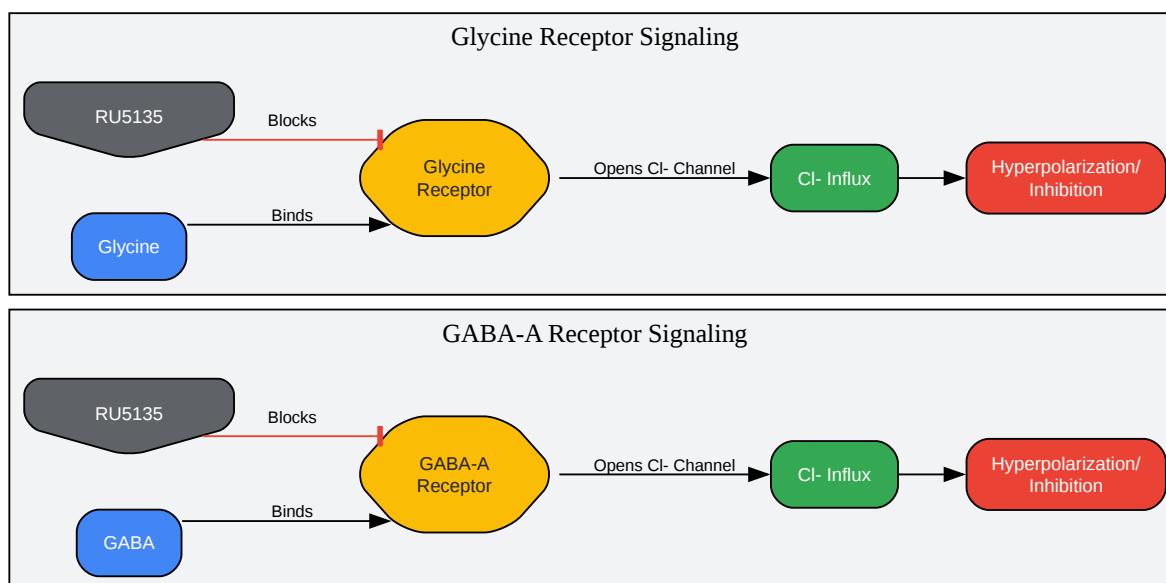 Glycine Receptor Signaling
RU5135
Blocks
Glycine
Receptor
Opens Cl- Channel
Cl- Influx
Hyperpolarization/
Inhibition
Binds
Glycine
GABA-A Receptor Signaling
RU5135
Blocks
GABA-A
Receptor
Opens Cl- Channel
Cl- Influx
Hyperpolarization/
Inhibition
Binds
GABA